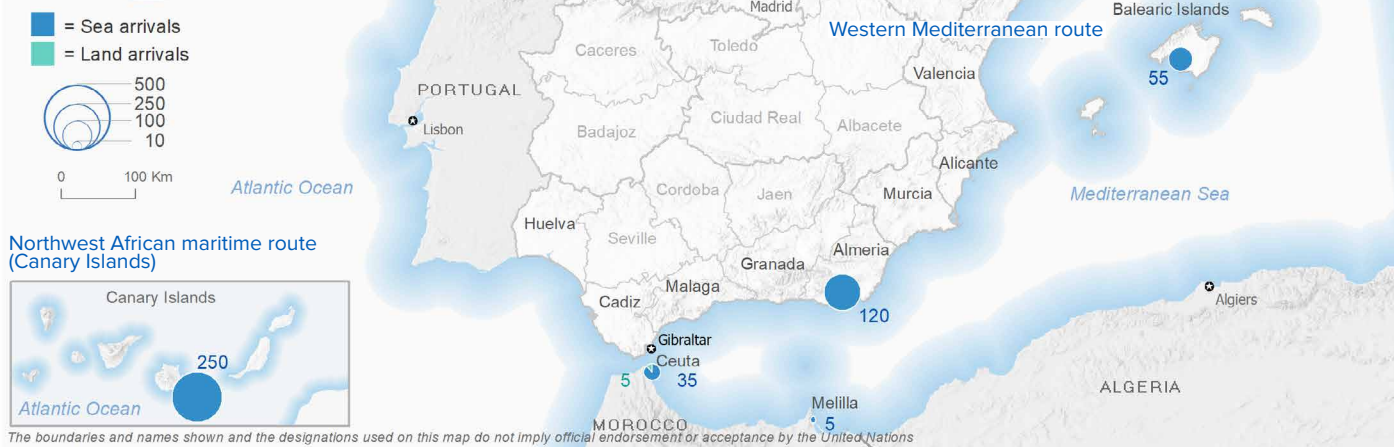 = Sea arrivals
= Land arrivals
500
250
100
10
0 100 Km
Madrid
Caceres
Toledo
Western Mediterranean route
Balearic Islands
55
Valencia
PORTUGAL
Lisbon
Badajoz
Ciudad Real
Albacete
Alicante
Atlantic Ocean
Cordoba
Jaen
Murcia
Mediterranean Sea
Huelva
Seville
Almeria
Granada
Malaga
Cadiz
120
Algiers
Gibraltar
Ceuta
5
35
Melilla
5
MOROCCO
ALGERIA
Northwest African maritime route
(Canary Islands)
Canary Islands
250
Atlantic Ocean
The boundaries and names shown and the designations used on this map do not imply official endorsement or acceptance by the United Nations